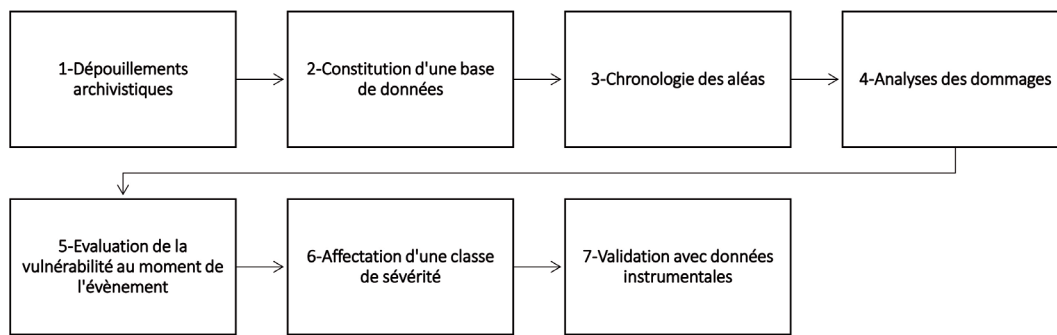 1-Dépouillements
archivistiques
2-Constitution d'une base
de données
3-Chronologie des aléas
4-Analyses des dommages
5-Evaluation de la
vulnérabilité au moment de
l'évènement
6-Affectation d'une classe
de sévérité
7-Validation avec données
instrumentales